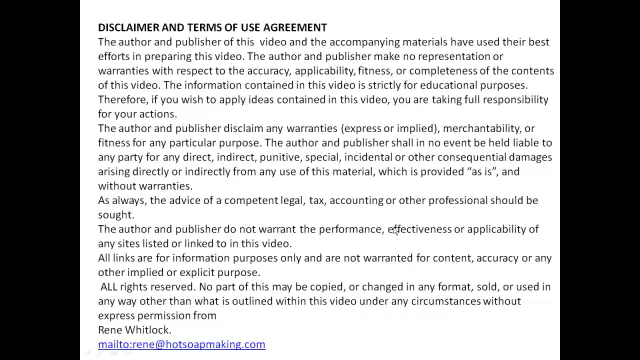 DISCLAIMER AND TERMS OF USE AGREEMENT
The author and publisher of this video and the accompanying materials have used their best
efforts in preparing this video. The author and publisher make no representation or
warranties with respect to the accuracy, applicability, fitness, or completeness of the contents
of this video. The information contained in this video is strictly for educational purposes.
Therefore, if you wish to apply ideas contained in this video, you are taking full responsibility
for your actions.
The author and publisher disclaim any warranties (express or implied), merchantability, or
fitness for any particular purpose. The author and publisher shall in no event be held liable to
any party for any direct, indirect, punitive, special, incidental or other consequential damages
arising directly or indirectly from any use of this material, which is provided “as is”, and
without warranties.
As always, the advice of a competent legal, tax, accounting or other professional should be
sought.
The author and publisher do not warrant the performance, effectiveness or applicability of
any sites listed or linked to in this video.
All links are for information purposes only and are not warranted for content, accuracy or any
other implied or explicit purpose.
ALL rights reserved. No part of this may be copied, or changed in any format, sold, or used in
any way other than what is outlined within this video under any circumstances without
express permission from
Rene Whitlock.
mailto:rene@hotsoapmaking.com